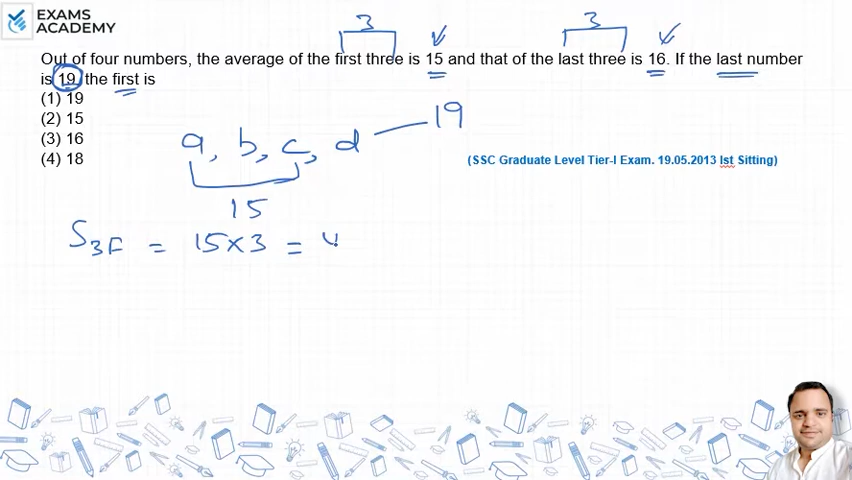 EXAMS
ACADEMY
3 3
Out of four numbers, the average of the first three is 15 and that of the last three is 16. If the last number
is 19, the first is
(1) 19
(2) 15
(3) 16
(4) 18
a, b, c, d — 19
(SSC Graduate Level Tier-I Exam. 19.05.2013 Ist Sitting)
15
S3F = 15×3 =